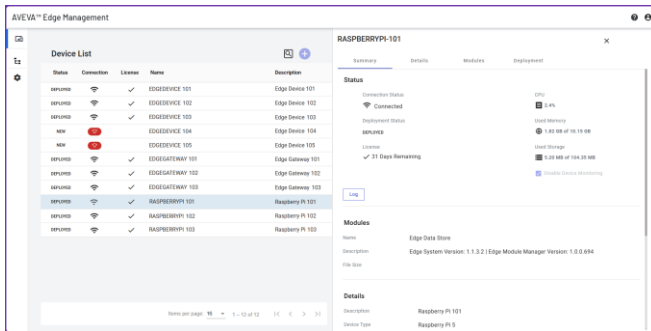 AVEVA™ Edge Management
Device List
Status Connection License Name Description
DEPLOYED EDGEDEVICE 101 Edge Device 101
DEPLOYED EDGEDEVICE 102 Edge Device 102
DEPLOYED EDGEDEVICE 103 Edge Device 103
NEW EDGEDEVICE 104 Edge Device 104
NEW EDGEDEVICE 105 Edge Device 105
DEPLOYED EDGEGATEWAY 101 Edge Gateway 101
DEPLOYED EDGEGATEWAY 102 Edge Gateway 102
DEPLOYED EDGEGATEWAY 103 Edge Gateway 103
DEPLOYED RASPBERRYPI 101 Raspberry Pi 101
DEPLOYED RASPBERRYPI 102 Raspberry Pi 102
DEPLOYED RASPBERRYPI 103 Raspberry Pi 103
Items per page: 15 1 – 12 of 12
RASPBERRYPI-101
Summary Details Modules Deployment
Status
Connection Status CPU
Connected 2.4%
Deployment Status Used Memory
DEPLOYED 1.82 GB of 10.19 GB
License Used Storage
31 Days Remaining 5.20 MB of 104.35 MB
Enable Device Monitoring
Log
Modules
Name Edge Data Store
Description Edge System Version: 1.1.3.2 | Edge Module Manager Version: 1.0.0.694
File Size
Details
Description Raspberry Pi 101
Device Type Raspberry Pi 5